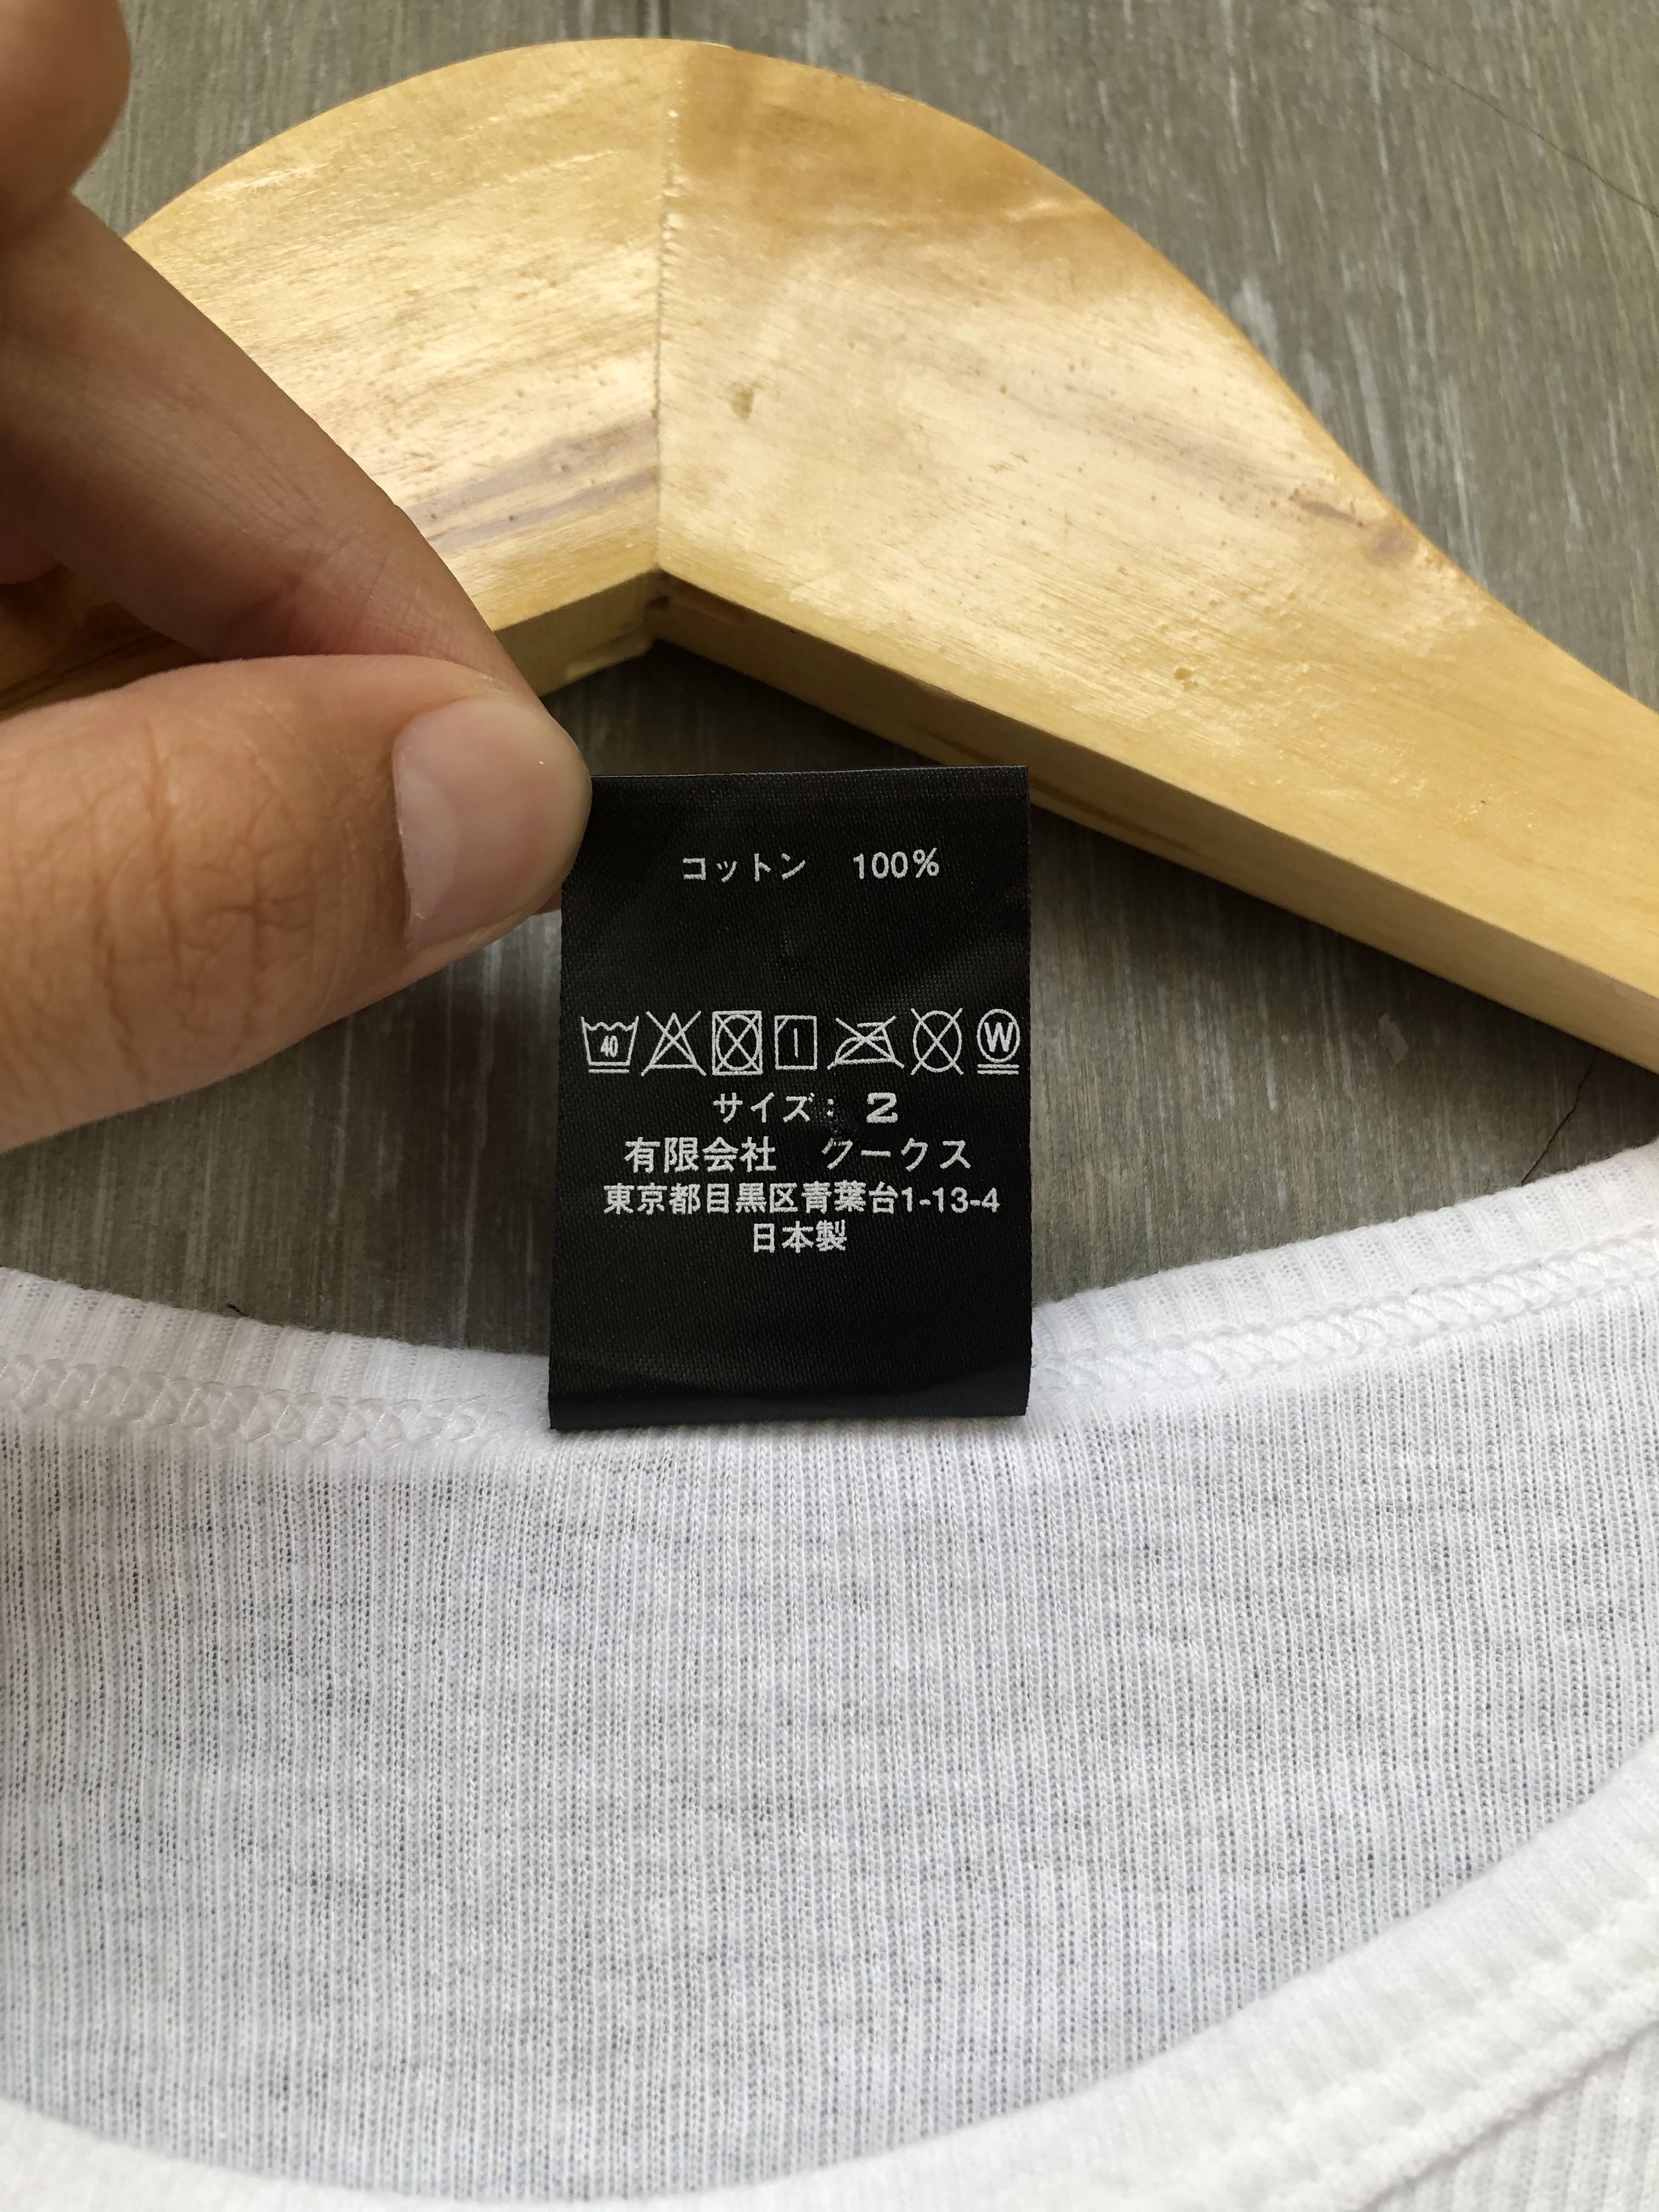 コットン 100%
40 W
サイズ: 2
有限会社 クークス
東京都目黒区青葉台1-13-4
日本製